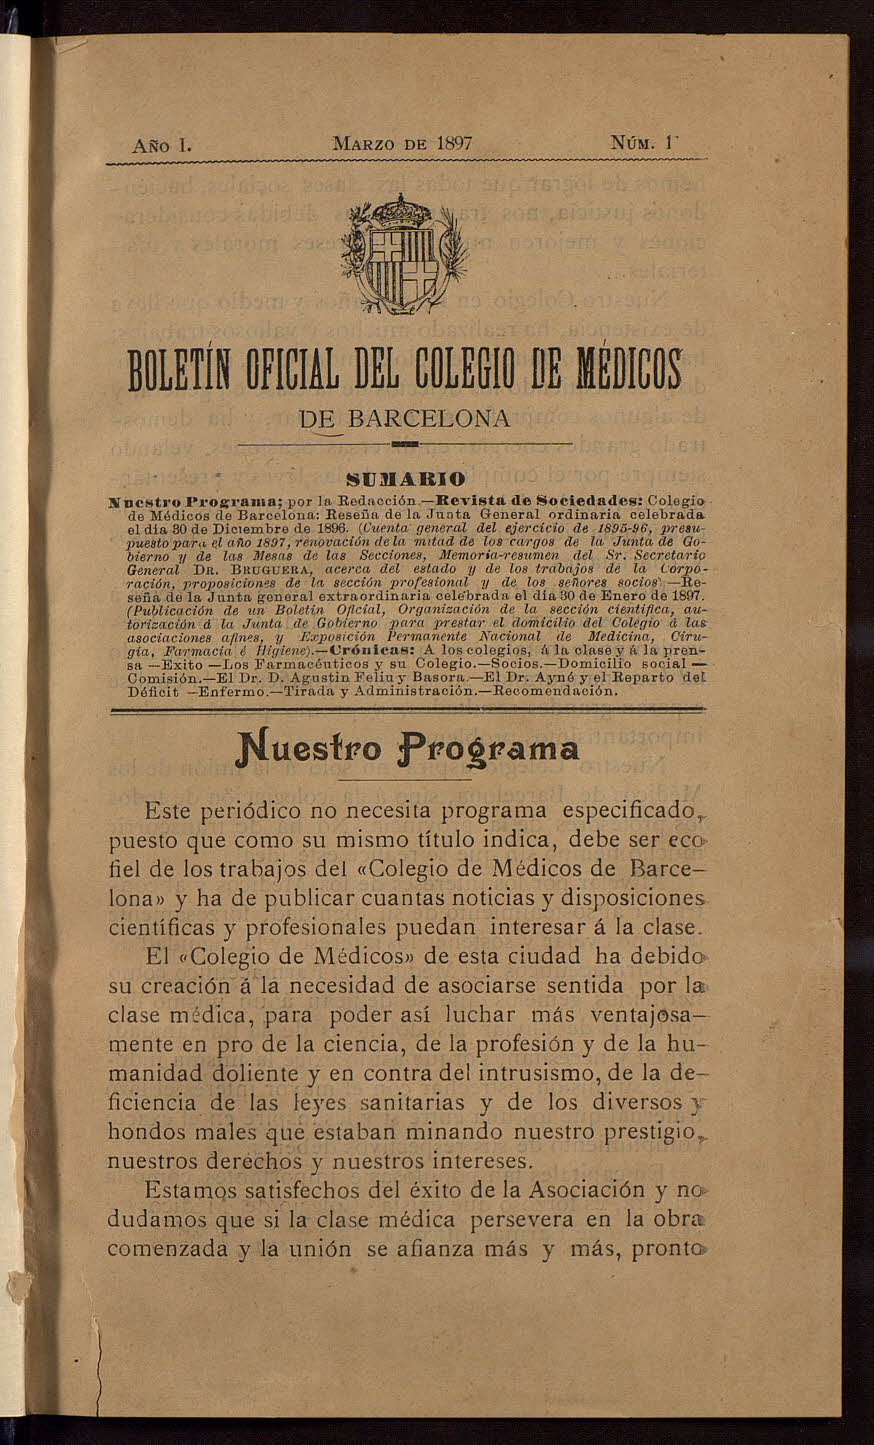 Año I.
Marzo de 1897
Núm. 1
BOLETÍN OFICIAL DEL COLEGIO DE MÉDICOS
DE BARCELONA
SUMARIO
Nuestro Programa; por la Redacción.—Revista de Sociedades: Colegio
de Médicos de Barcelona: Reseña de la Junta General ordinaria celebrada
el día 30 de Diciembre de 1896. (Cuenta general del ejercicio de 1895-96, presu-
puesto para el año 1897, renovación de la mitad de los cargos de la Junta de Go-
bierno y de las Mesas de las Secciones, Memoria-resumen del Sr. Secretario
General Dr. Bruguera, acerca del estado y de los trabajos de la Corpo-
ración, proposiciones de la sección profesional y de los señores socios).—Re-
seña de la Junta general extraordinaria celebrada el día 30 de Enero de 1897.
(Publicación de un Boletín Oficial, Organización de la sección científica, au-
torización á la Junta de Gobierno para prestar el domicilio del Colegio á las
asociaciones afines, y Exposición Permanente Nacional de Medicina, Ciru-
gía, Farmacia é Higiene).—Crónicas: A los colegios, á la clase y á la pren-
sa —Exito —Los Farmacéuticos y su Colegio.—Socios.—Domicilio social —
Comisión.—El Dr. D. Agustin Feliu y Basora.—El Dr. Ayné y el Reparto del
Déficit —Enfermo.—Tirada y Administración.—Recomendación.
Nuestro Programa
Este periódico no necesita programa especificado,
puesto que como su mismo título indica, debe ser eco
fiel de los trabajos del «Colegio de Médicos de Barce-
lona» y ha de publicar cuantas noticias y disposiciones
científicas y profesionales puedan interesar á la clase.
El «Colegio de Médicos» de esta ciudad ha debido
su creación á la necesidad de asociarse sentida por la
clase médica, para poder así luchar más ventajosa-
mente en pro de la ciencia, de la profesión y de la hu-
manidad doliente y en contra del intrusismo, de la de-
ficiencia de las leyes sanitarias y de los diversos y
hondos males que estaban minando nuestro prestigio,
nuestros derechos y nuestros intereses.
Estamos satisfechos del éxito de la Asociación y no
dudamos que si la clase médica persevera en la obra
comenzada y la unión se afianza más y más, pronto